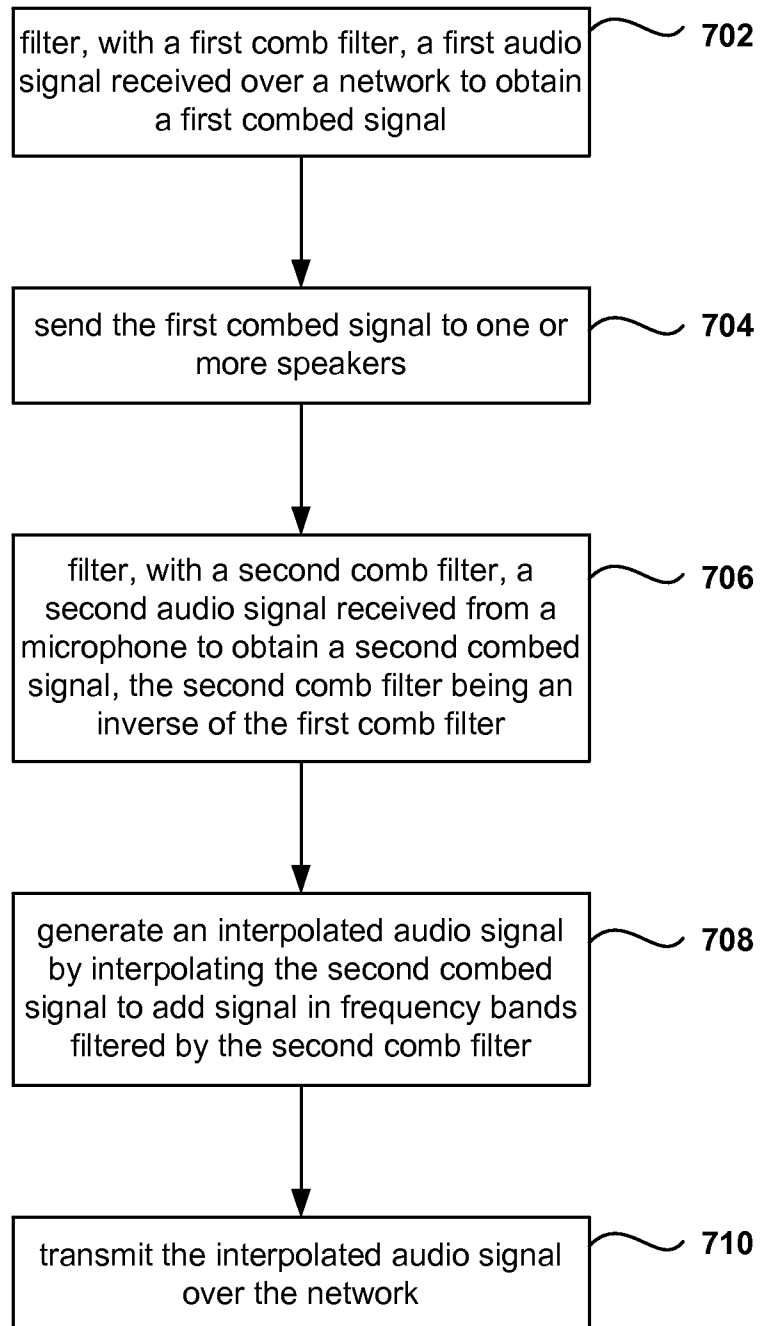 filter, with a first comb filter, a first audio
signal received over a network to obtain
a first combed signal
702
send the first combed signal to one or
more speakers
704
filter, with a second comb filter, a
second audio signal received from a
microphone to obtain a second combed
signal, the second comb filter being an
inverse of the first comb filter
706
generate an interpolated audio signal
by interpolating the second combed
signal to add signal in frequency bands
filtered by the second comb filter
708
transmit the interpolated audio signal
over the network
710